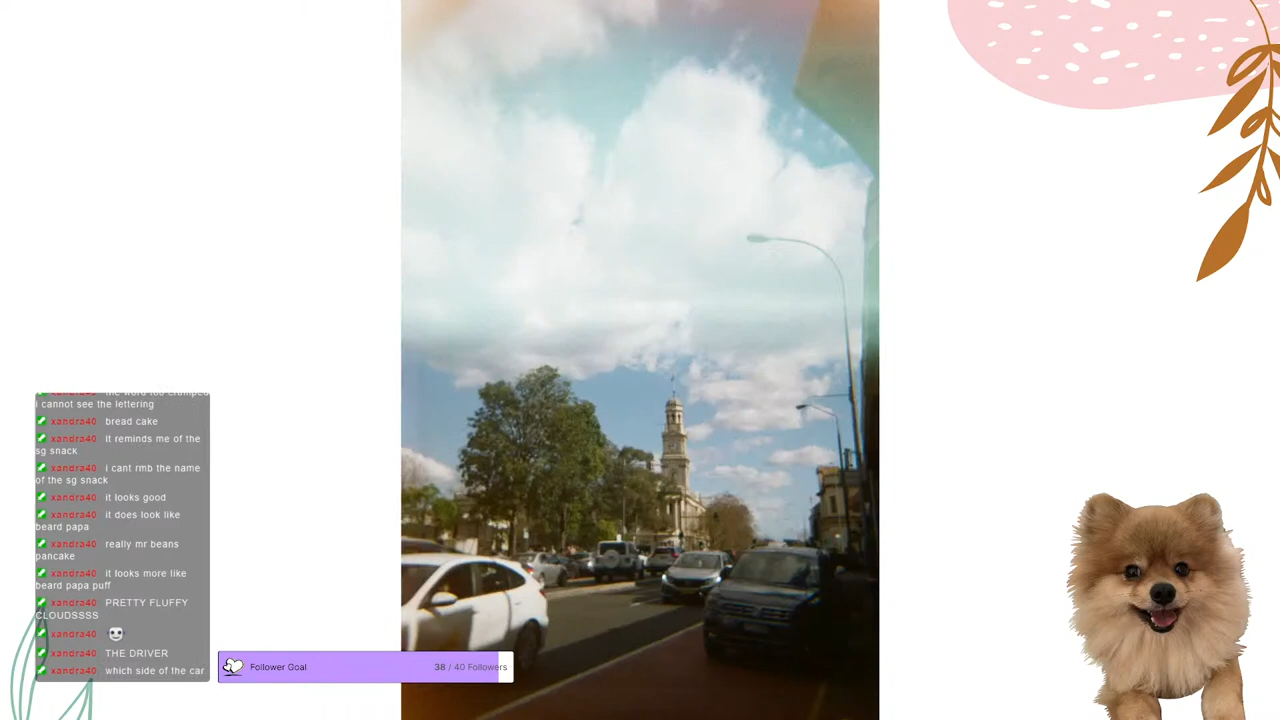 i cannot see the lettering
xandra40 bread cake
xandra40 it reminds me of the
sg snack
xandra40 i cant rmb the name
of the sg snack
xandra40 it looks good
xandra40 it does look like
beard papa
xandra40 really mr beans
pancake
xandra40 it looks more like
beard papa puff
xandra40 PRETTY FLUFFY
CLOUDSSSS
xandra40
xandra40 THE DRIVER
xandra40 which side of the car
Follower Goal 38 / 40 Followers